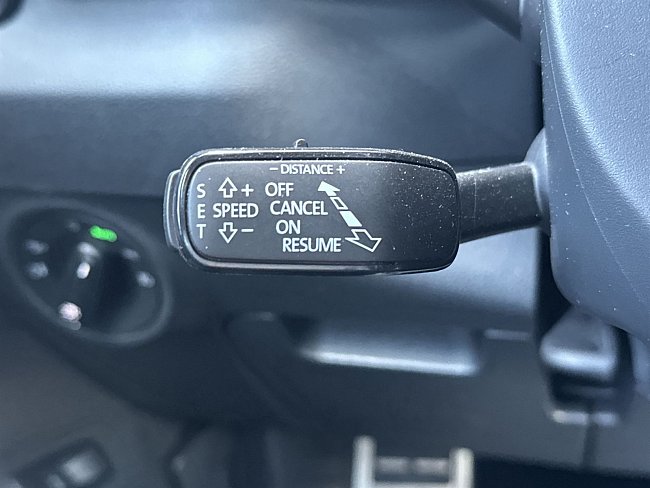 - DISTANCE +
S + OFF
E SPEED CANCEL
T - ON
RESUME